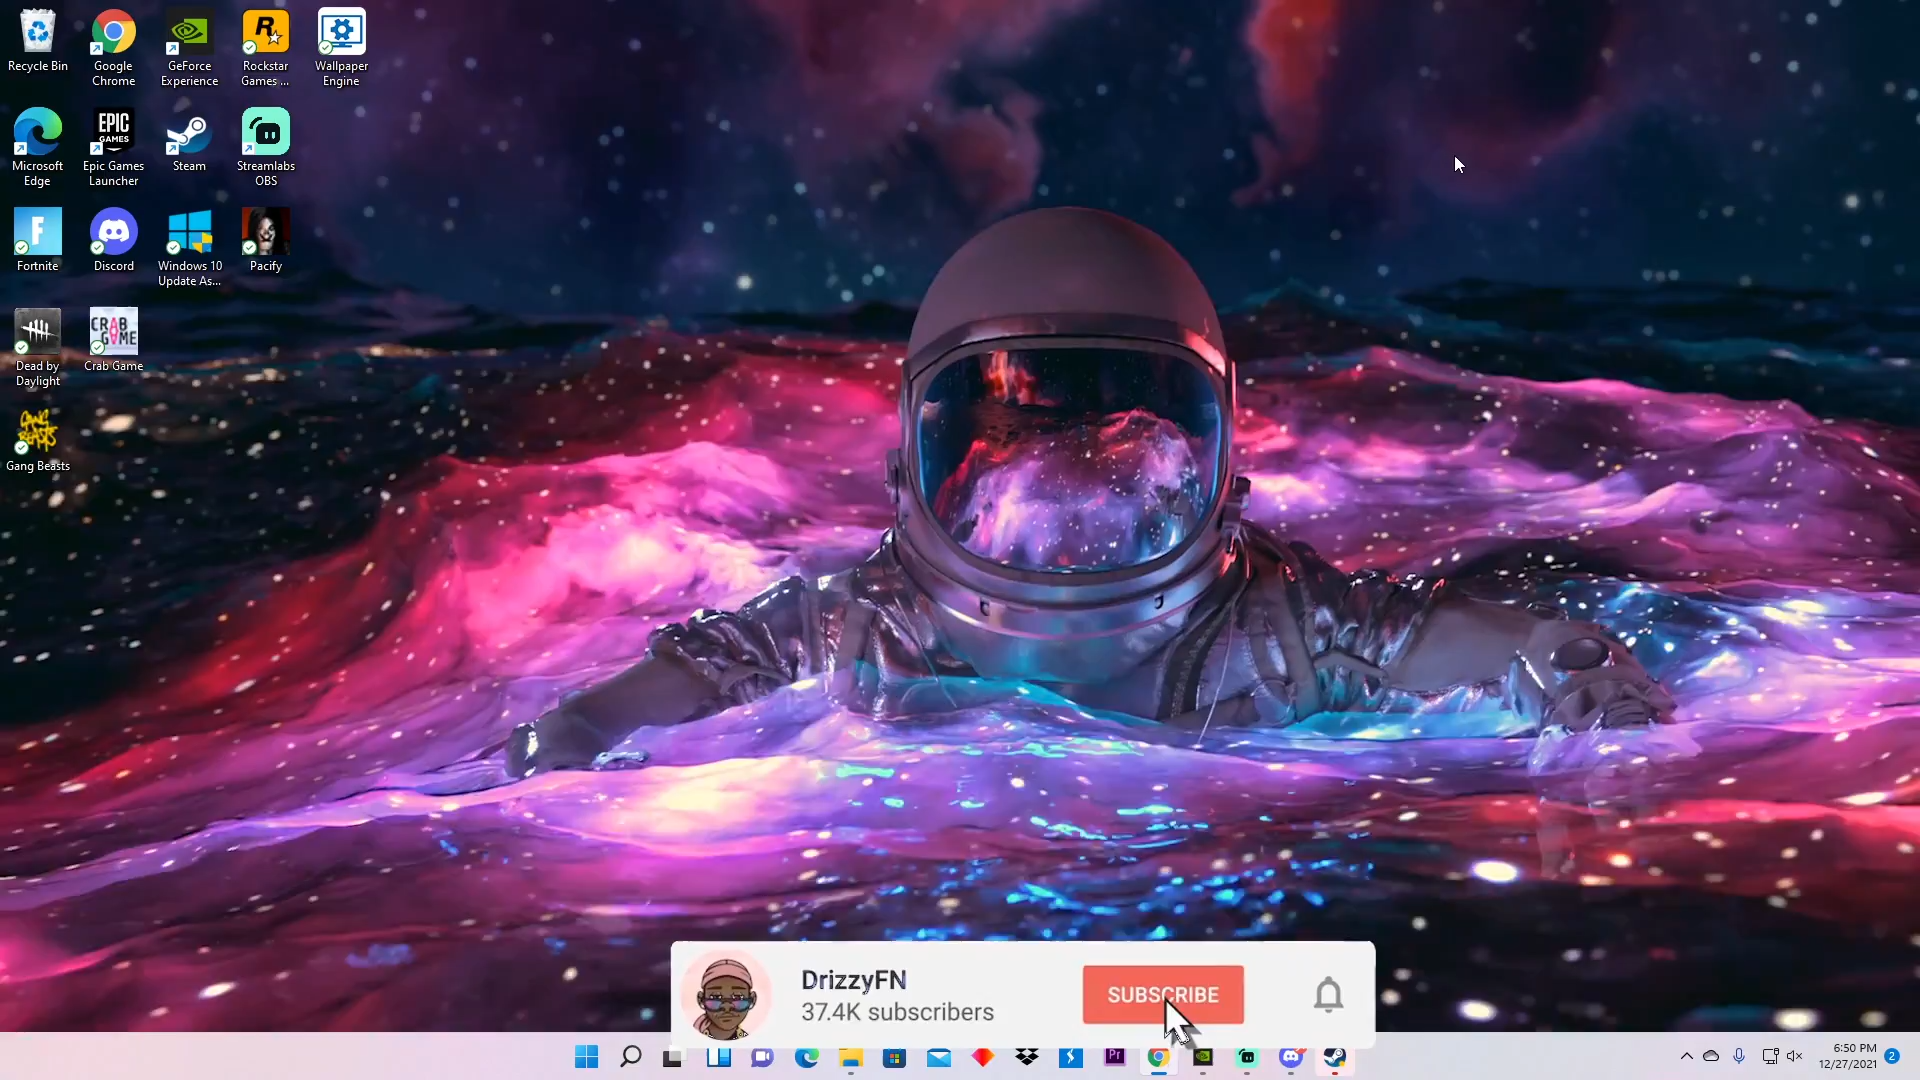 Recycle Bin
Google
Chrome
GeForce
Experience
R
Rockstar
Games ...
Wallpaper
Engine
Microsoft
Edge
EPIC
GAMES
Epic Games
Launcher
Steam
Streamlabs
OBS
F
Fortnite
Discord
Windows 10
Update As...
Pacify
Dead by
Daylight
CRAB
GAME
Crab Game
GANG
BEASTS
Gang Beasts
DrizzyFN
37.4K subscribers
SUBSCRIBE
Pr
6:50 PM
12/27/2021
2